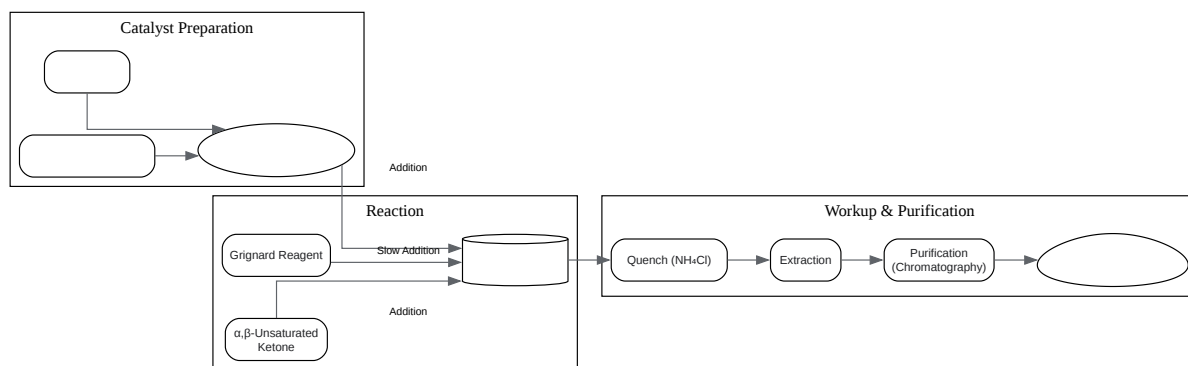 Catalyst Preparation
Addition
Reaction
Grignard Reagent
Slow Addition
Addition
α,β-Unsaturated
Ketone
Workup & Purification
Quench (NH₄Cl)
Extraction
Purification
(Chromatography)